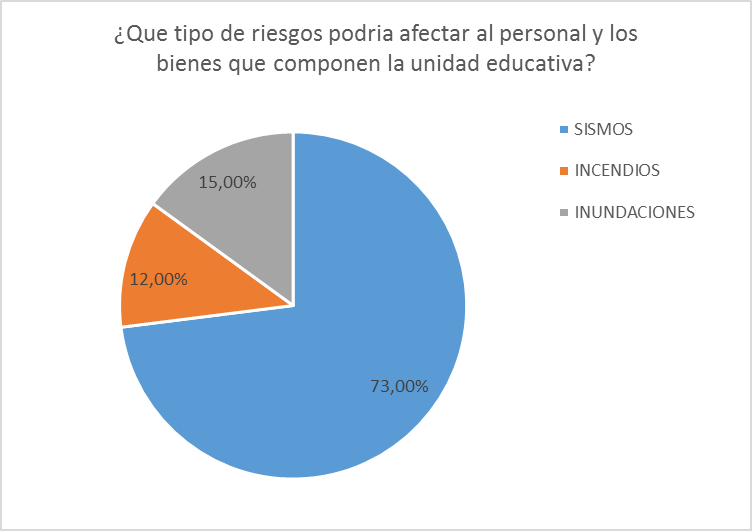 ¿Que tipo de riesgos podria afectar al personal y los
bienes que componen la unidad educativa?
SISMOS
INCENDIOS
INUNDACIONES
15,00%
12,00%
73,00%